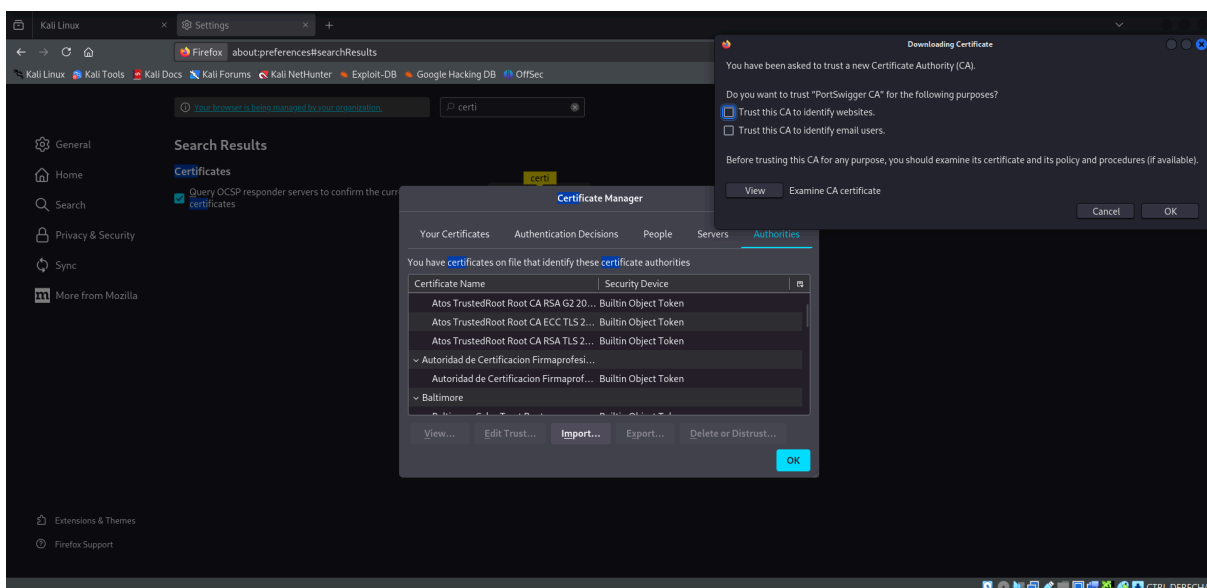 Kali Linux
Settings
Firefox about:preferences#searchResults
Kali Linux Kali Tools Kali Docs Kali Forums Kali NetHunter Exploit-DB Google Hacking DB OffSec
Your browser is being managed by your organization.
certi
General
Home
Search
Privacy & Security
Sync
More from Mozilla
Extensions & Themes
Firefox Support
Search Results
Certificates
Query OCSP responder servers to confirm the curr
certificates
certi
Certificate Manager
Your Certificates Authentication Decisions People Servers Authorities
You have certificates on file that identify these certificate authorities
Certificate Name Security Device
Atos TrustedRoot Root CA RSA G2 20... Builtin Object Token
Atos TrustedRoot Root CA ECC TLS 2... Builtin Object Token
Atos TrustedRoot Root CA RSA TLS 2... Builtin Object Token
Autoridad de Certificacion Firmaprofesi...
Autoridad de Certificacion Firmaprof... Builtin Object Token
Baltimore
View... Edit Trust... Import... Export... Delete or Distrust...
OK
Downloading Certificate
You have been asked to trust a new Certificate Authority (CA).
Do you want to trust “PortSwigger CA” for the following purposes?
Trust this CA to identify websites.
Trust this CA to identify email users.
Before trusting this CA for any purpose, you should examine its certificate and its policy and procedures (if available).
View Examine CA certificate
Cancel OK
CTRL DERECHA